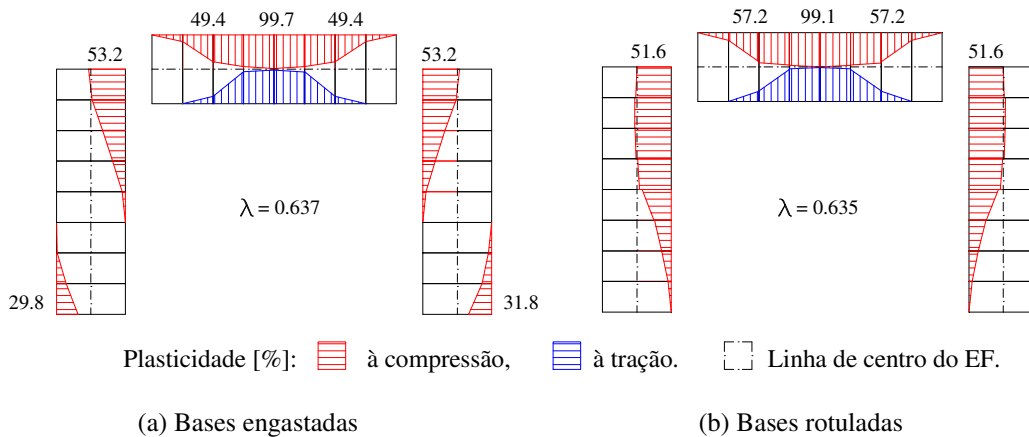 49.4 99.7 49.4
57.2 99.1 57.2
53.2 53.2
51.6 51.6
λ = 0.637
λ = 0.635
29.8 31.8
Plasticidade [%]: à compressão, à tração. Linha de centro do EF.
(a) Bases engastadas
(b) Bases rotuladas